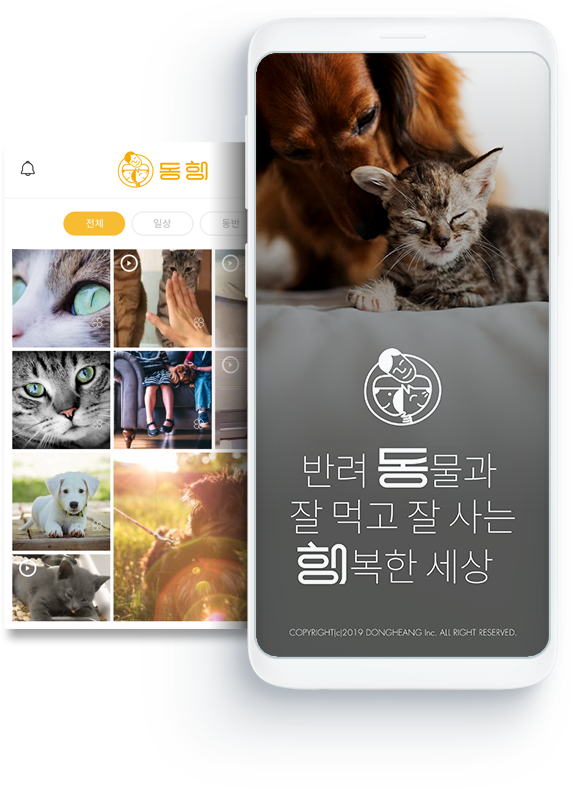 동행
전체
일상
동반
반려 동물과
잘 먹고 잘 사는
행복한 세상
COPYRIGHT(c)2019 DONGHEANG Inc. ALL RIGHT RESERVED.